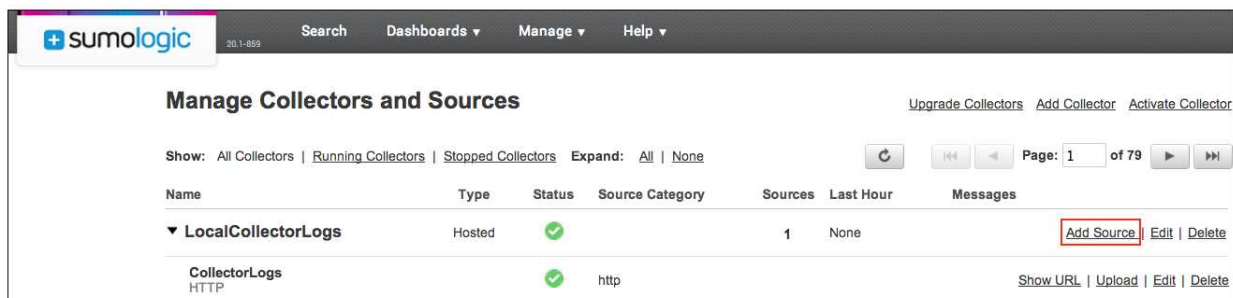 sumologic 20.1-859 Search Dashboards Manage Help
Manage Collectors and Sources
Upgrade Collectors Add Collector Activate Collector
Show: All Collectors | Running Collectors | Stopped Collectors Expand: All | None Page: 1 of 79
Name Type Status Source Category Sources Last Hour Messages
LocalCollectorLogs Hosted 1 None Add Source | Edit | Delete
CollectorLogs http Show URL | Upload | Edit | Delete
HTTP